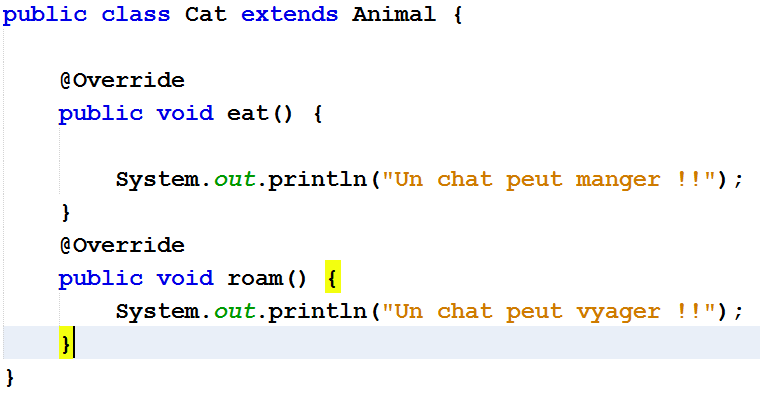 public class Cat extends Animal {
@Override
public void eat() {
System.out.println("Un chat peut manger !!");
}
@Override
public void roam() {
System.out.println("Un chat peut vyager !!");
}
}